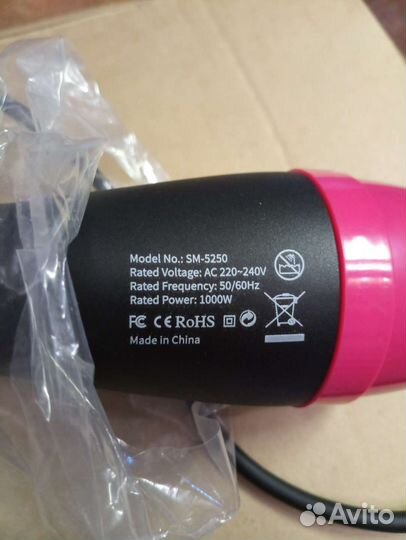 Model No.: SM-5250
Rated Voltage: AC 220~240V
Rated Frequency: 50/60Hz
Rated Power: 1000W
FC CE RoHS
Made in China
Avito